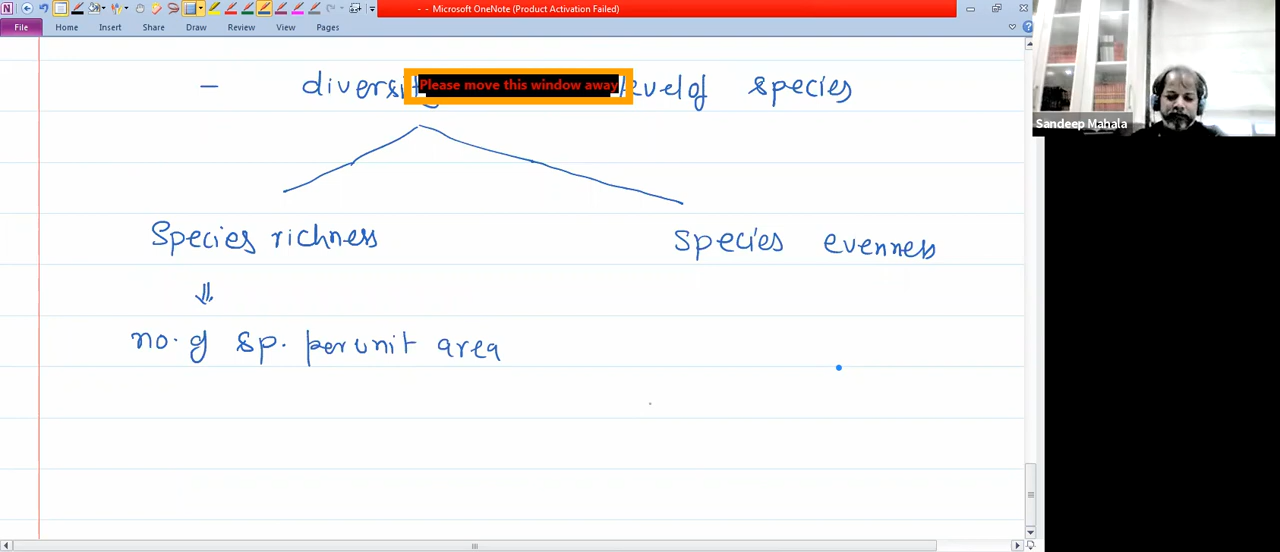 - - Microsoft OneNote (Product Activation Failed)
File Home Insert Share Draw Review View Pages
Please move this window away
Sandeep Mahala
- level of species
Species richness Species evenness
⇓
no. of sp. per unit area